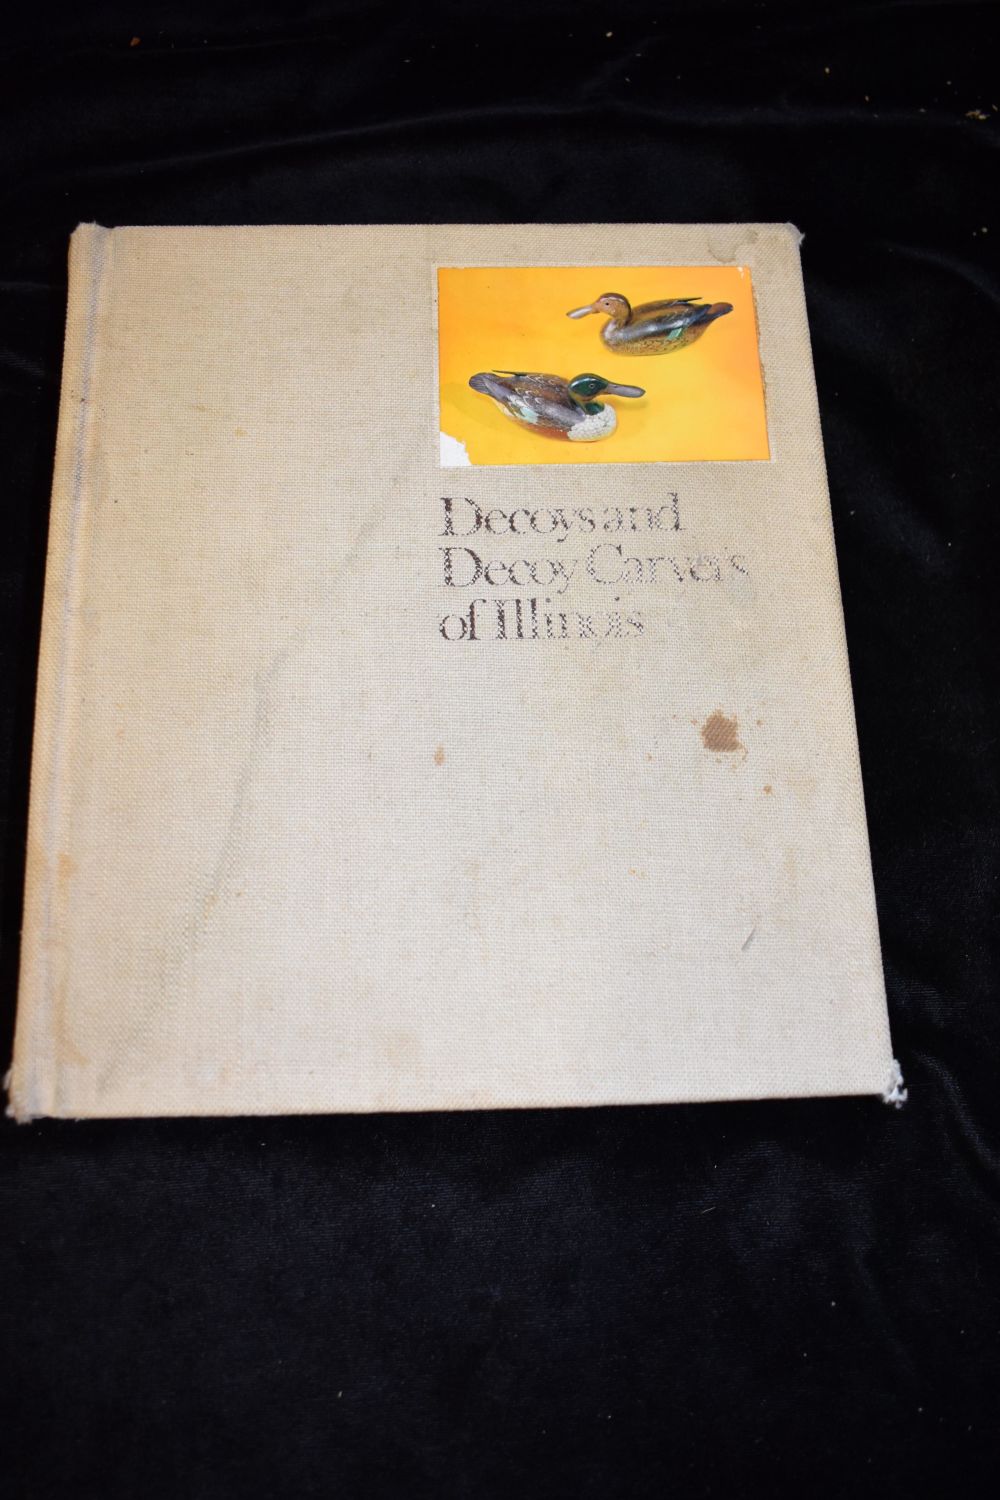 Decoys and
Decoy Carvers
of Illinois